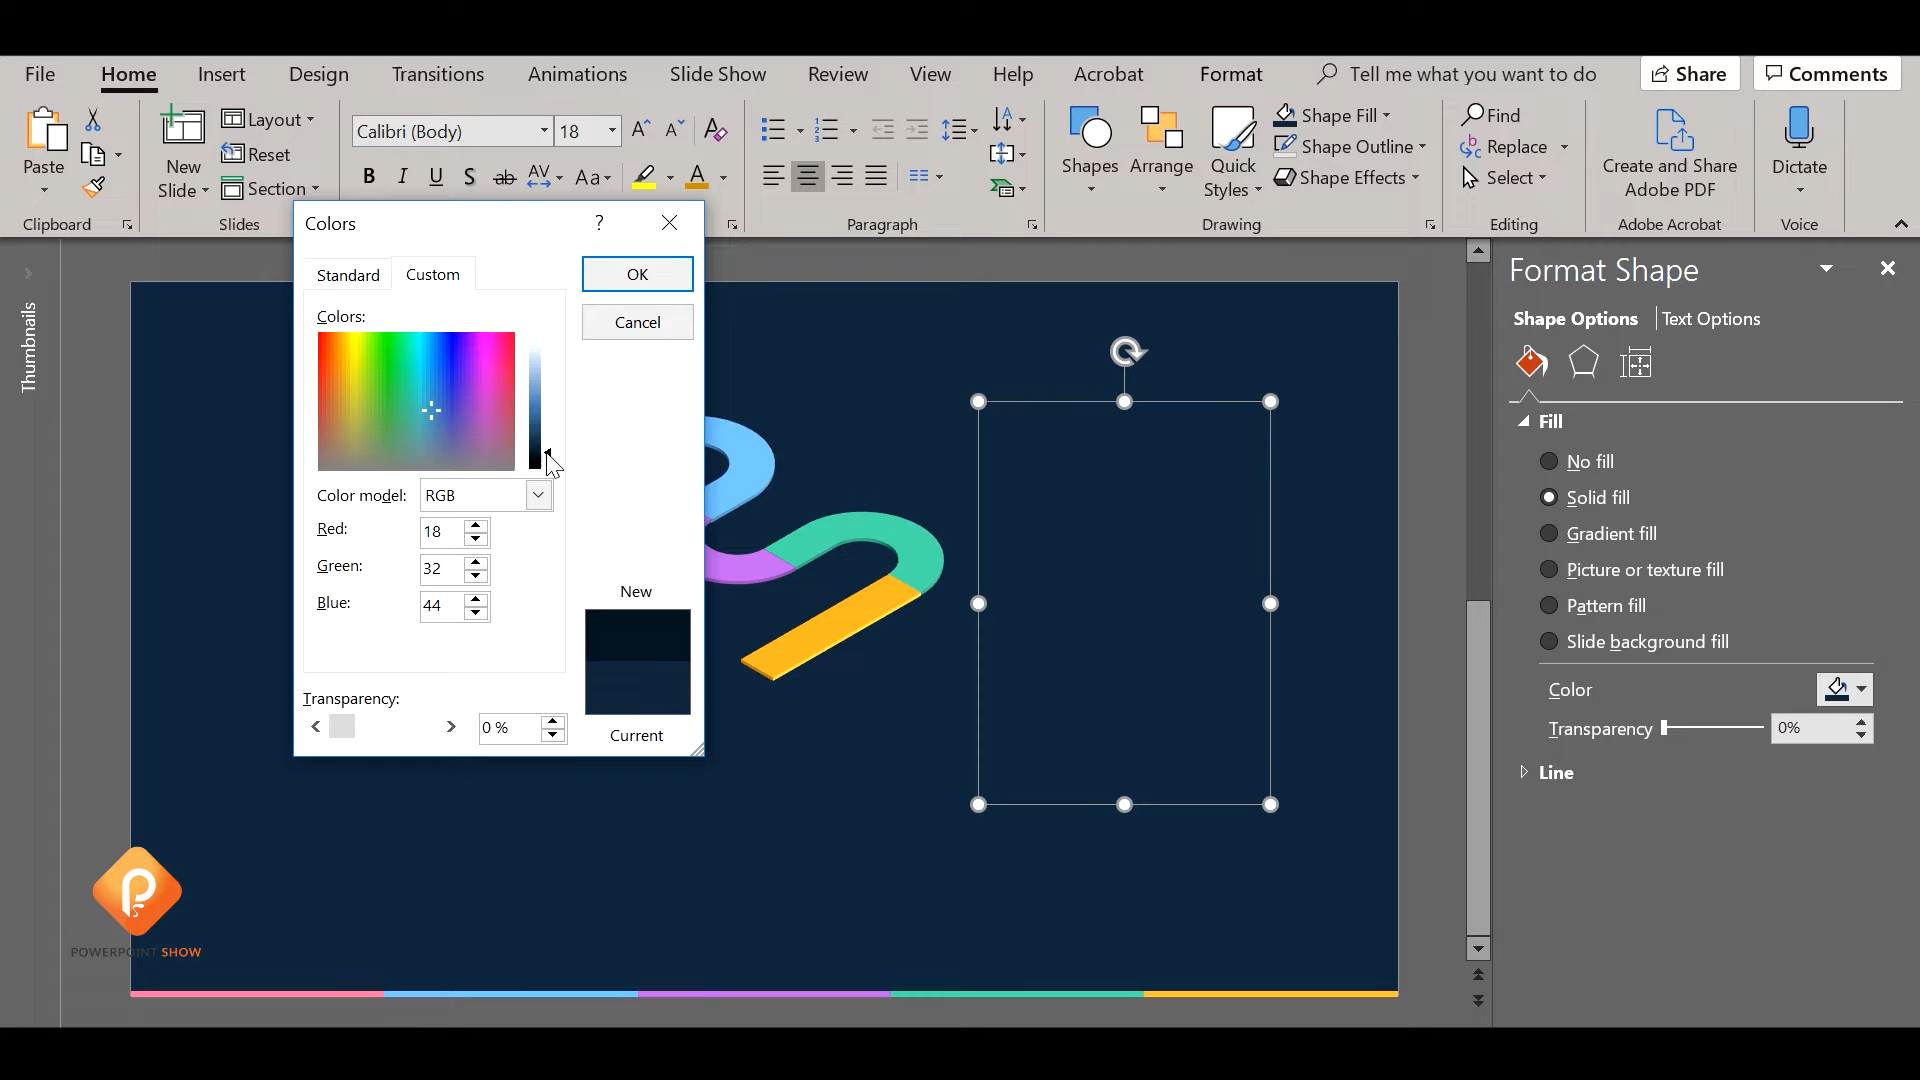 File Home Insert Design Transitions Animations Slide Show Review View Help Acrobat Format Tell me what you want to do Share Comments
Paste
New Slide
Layout
Reset
Section
Calibri (Body) 18
B I U S ab AV Aa A
Shapes Arrange Quick Styles
Shape Fill
Shape Outline
Shape Effects
Find
Replace
Select
Create and Share Adobe PDF
Dictate
Clipboard Slides Paragraph Drawing Editing Adobe Acrobat Voice
Thumbnails
Colors ?
Standard Custom
OK
Cancel
Colors:
Color model: RGB
Red: 18
Green: 32
Blue: 44
New
Current
Transparency:
0 %
POWERPOINT SHOW
Format Shape
Shape Options Text Options
Fill
No fill
Solid fill
Gradient fill
Picture or texture fill
Pattern fill
Slide background fill
Color
Transparency 0%
Line